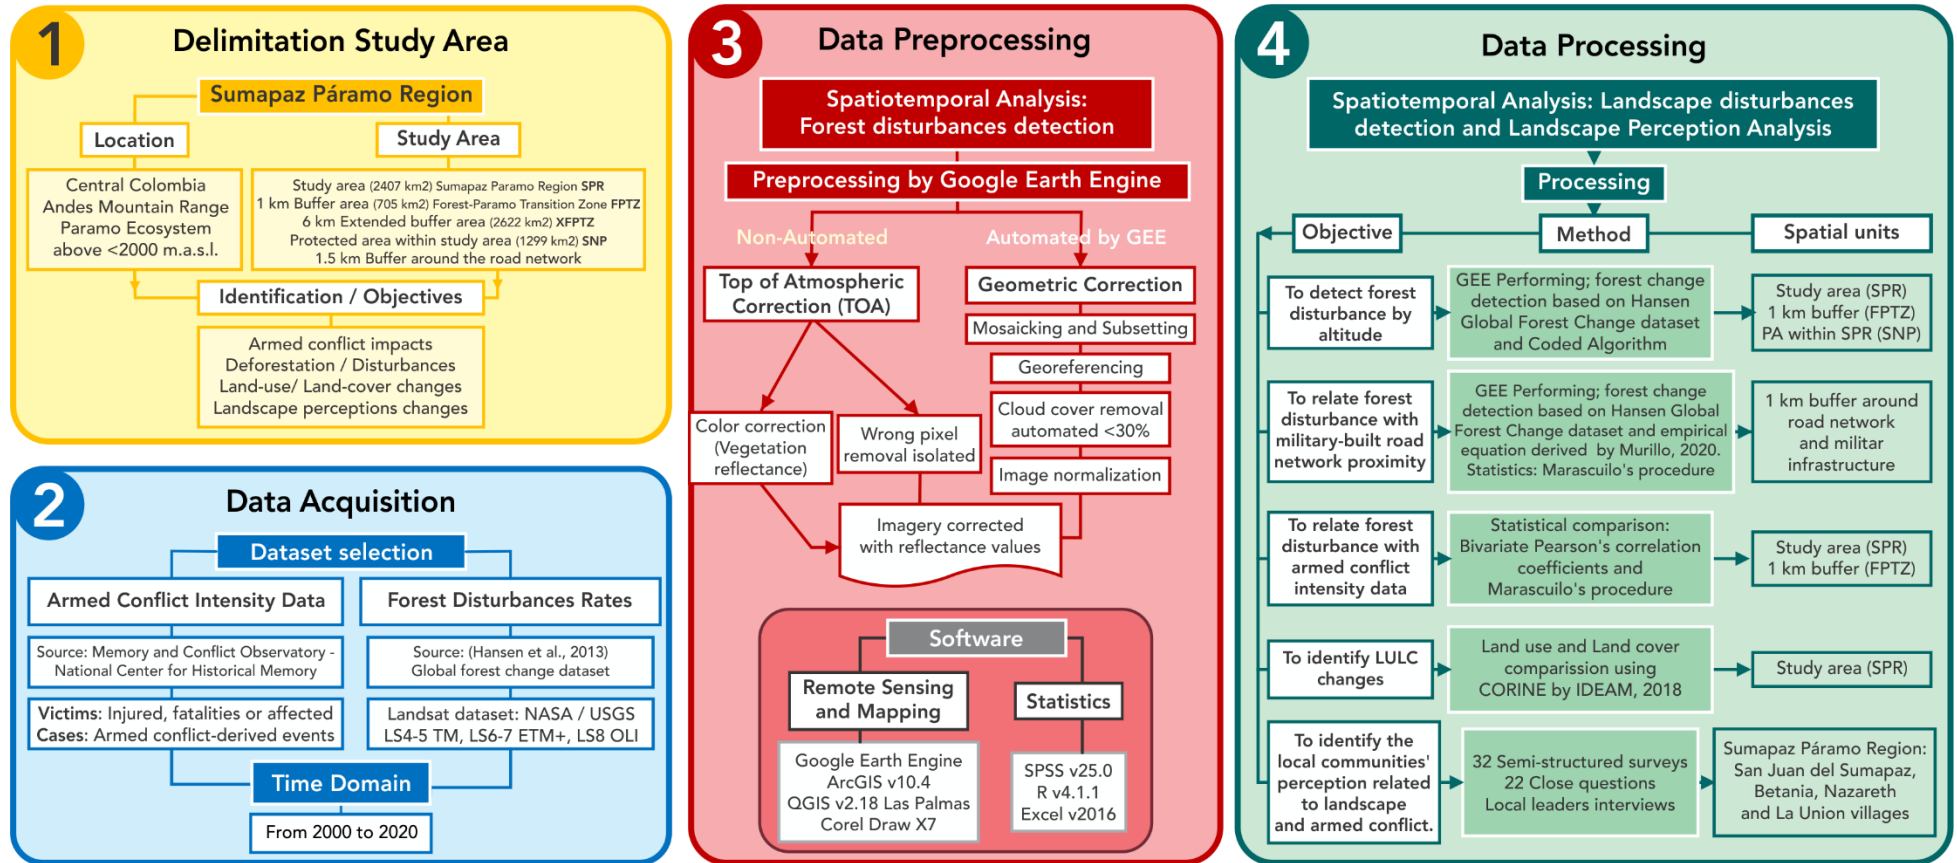 1
Delimitation Study Area
Sumapaz Páramo Region
Location
Study Area
Central Colombia
Andes Mountain Range
Paramo Ecosystem
above <2000 m.a.s.l.
Study area (2407 km2) Sumapaz Paramo Region SPR
1 km Buffer area (705 km2) Forest-Paramo Transition Zone FPTZ
6 km Extended buffer area (2622 km2) XFPTZ
Protected area within study area (1299 km2) SNP
1.5 km Buffer around the road network
Identification / Objectives
Armed conflict impacts
Deforestation / Disturbances
Land-use/ Land-cover changes
Landscape perceptions changes
2
Data Acquisition
Dataset selection
Armed Conflict Intensity Data
Forest Disturbances Rates
Source: Memory and Conflict Observatory -
National Center for Historical Memory
Source: (Hansen et al., 2013)
Global forest change dataset
Victims: Injured, fatalities or affected
Cases: Armed conflict-derived events
Landsat dataset: NASA / USGS
LS4-5 TM, LS6-7 ETM+, LS8 OLI
Time Domain
From 2000 to 2020
3
Data Preprocessing
Spatiotemporal Analysis:
Forest disturbances detection
Preprocessing by Google Earth Engine
Non-Automated
Automated by GEE
Top of Atmospheric
Correction (TOA)
Geometric Correction
Mosaicking and Subsetting
Georeferencing
Cloud cover removal
automated <30%
Image normalization
Color correction
(Vegetation
reflectance)
Wrong pixel
removal isolated
Imagery corrected
with reflectance values
Software
Remote Sensing
and Mapping
Statistics
Google Earth Engine
ArcGIS v10.4
QGIS v2.18 Las Palmas
Corel Draw X7
SPSS v25.0
R v4.1.1
Excel v2016
4
Data Processing
Spatiotemporal Analysis: Landscape disturbances
detection and Landscape Perception Analysis
Processing
Objective
Method
Spatial units
To detect forest
disturbance by
altitude
GEE Performing; forest change
detection based on Hansen
Global Forest Change dataset
and Coded Algorithm
Study area (SPR)
1 km buffer (FPTZ)
PA within SPR (SNP)
To relate forest
disturbance with
military-built road
network proximity
GEE Performing; forest change
detection based on Hansen Global
Forest Change dataset and empirical
equation derived by Murillo, 2020.
Statistics: Marascuilo's procedure
1 km buffer around
road network
and militar
infrastructure
To relate forest
disturbance with
armed conflict
intensity data
Statistical comparison:
Bivariate Pearson's correlation
coefficients and
Marascuilo's procedure
Study area (SPR)
1 km buffer (FPTZ)
To identify LULC
changes
Land use and Land cover
comparission using
CORINE by IDEAM, 2018
Study area (SPR)
To identify the
local communities'
perception related
to landscape
and armed conflict.
32 Semi-structured surveys
22 Close questions
Local leaders interviews
Sumapaz Páramo Region:
San Juan del Sumapaz,
Betania, Nazareth
and La Union villages